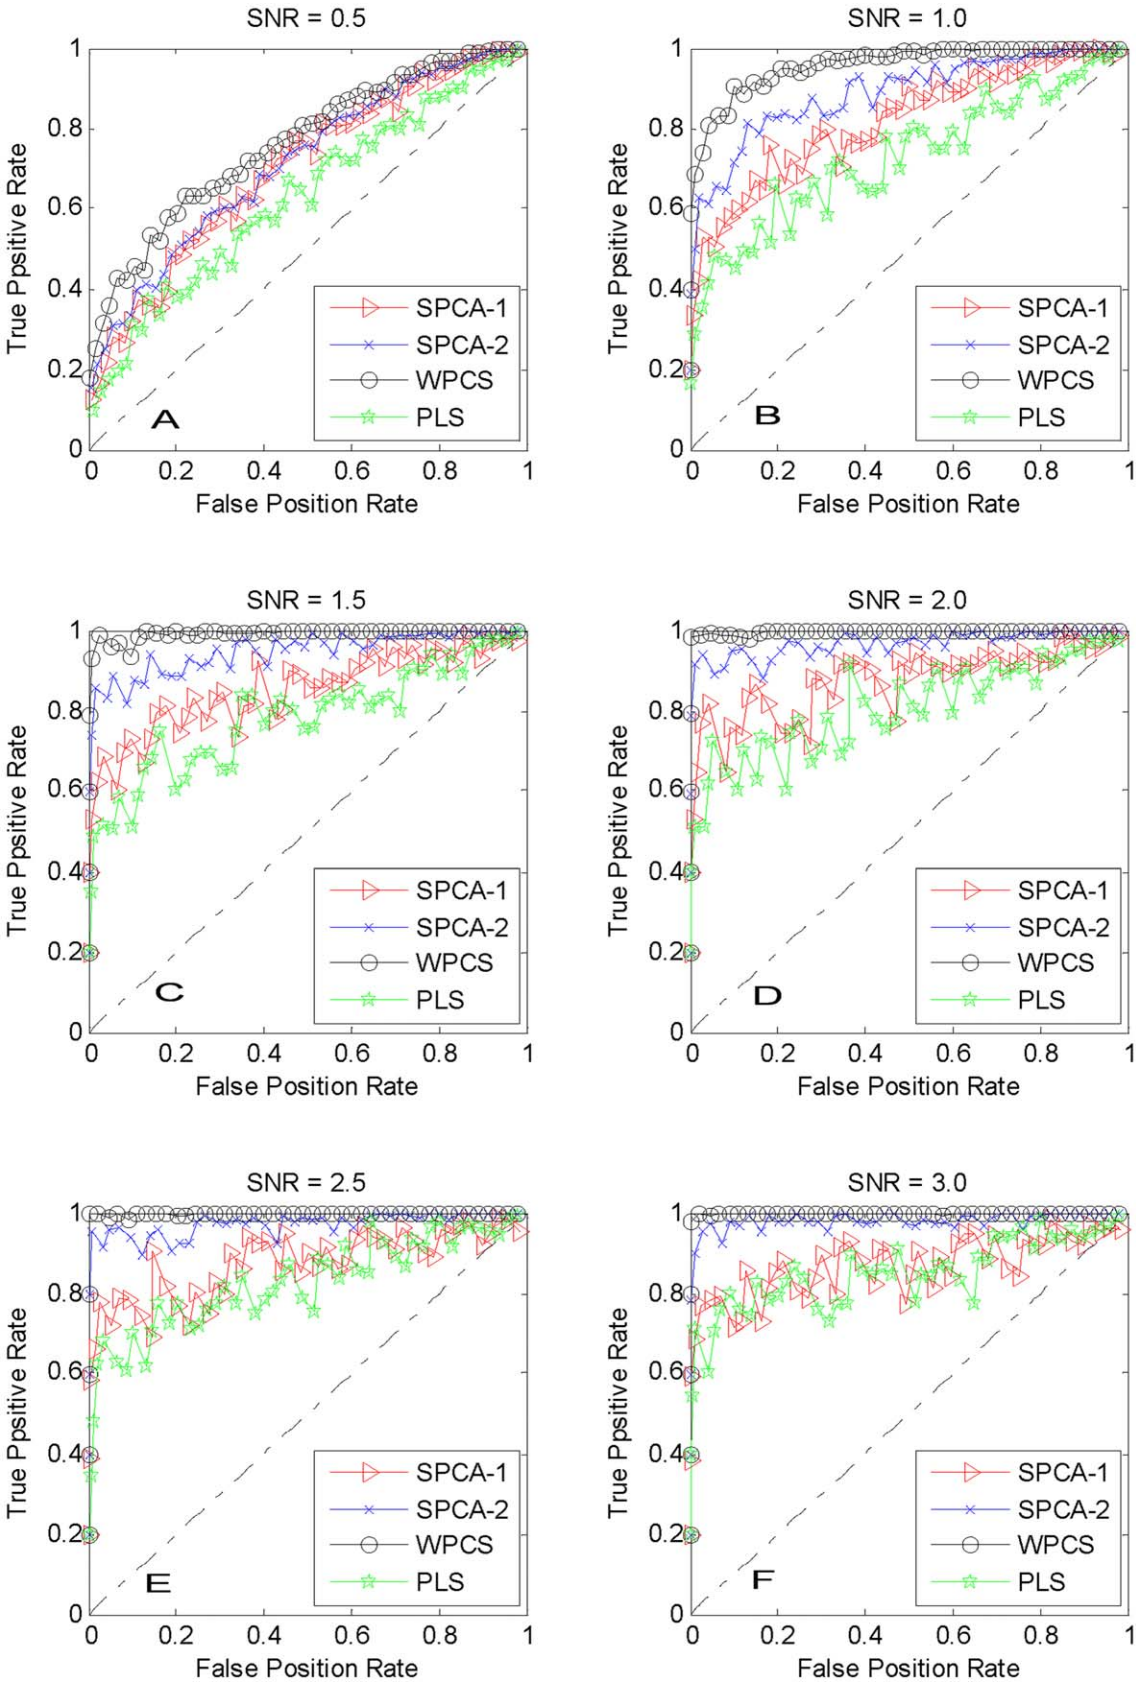 SNR = 0.5
1
0.8
0.6
0.4
0.2
0
True Ppsitive Rate
SPCA-1
SPCA-2
WPCS
PLS
A
0 0.2 0.4 0.6 0.8 1
False Position Rate
SNR = 1.0
1
0.8
0.6
0.4
0.2
0
True Ppsitive Rate
SPCA-1
SPCA-2
WPCS
PLS
B
0 0.2 0.4 0.6 0.8 1
False Position Rate
SNR = 1.5
1
0.8
0.6
0.4
0.2
0
True Ppsitive Rate
SPCA-1
SPCA-2
WPCS
PLS
C
0 0.2 0.4 0.6 0.8 1
False Position Rate
SNR = 2.0
1
0.8
0.6
0.4
0.2
0
True Ppsitive Rate
SPCA-1
SPCA-2
WPCS
PLS
D
0 0.2 0.4 0.6 0.8 1
False Position Rate
SNR = 2.5
1
0.8
0.6
0.4
0.2
0
True Ppsitive Rate
SPCA-1
SPCA-2
WPCS
PLS
E
0 0.2 0.4 0.6 0.8 1
False Position Rate
SNR = 3.0
1
0.8
0.6
0.4
0.2
0
True Ppsitive Rate
SPCA-1
SPCA-2
WPCS
PLS
F
0 0.2 0.4 0.6 0.8 1
False Position Rate